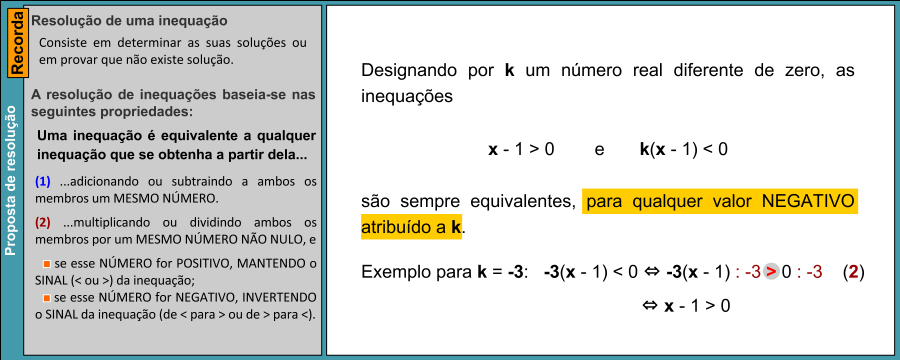 Proposta de resolução
Recorda
Resolução de uma inequação
Consiste em determinar as suas soluções ou
em provar que não existe solução.
A resolução de inequações baseia-se nas
seguintes propriedades:
Uma inequação é equivalente a qualquer
inequação que se obtenha a partir dela...
(1) ...adicionando ou subtraindo a ambos os
membros um MESMO NÚMERO.
(2) ...multiplicando ou dividindo ambos os
membros por um MESMO NÚMERO NÃO NULO, e
se esse NÚMERO for POSITIVO, MANTENDO o
SINAL (< ou >) da inequação;
se esse NÚMERO for NEGATIVO, INVERTENDO
o SINAL da inequação (de < para > ou de > para <).
Designando por k um número real diferente de zero, as
inequações
x - 1 > 0 e k(x - 1) < 0
são sempre equivalentes, para qualquer valor NEGATIVO
atribuído a k.
Exemplo para k = -3: -3(x - 1) < 0 ⇔ -3(x - 1) : -3 > 0 : -3 (2)
⇔ x - 1 > 0